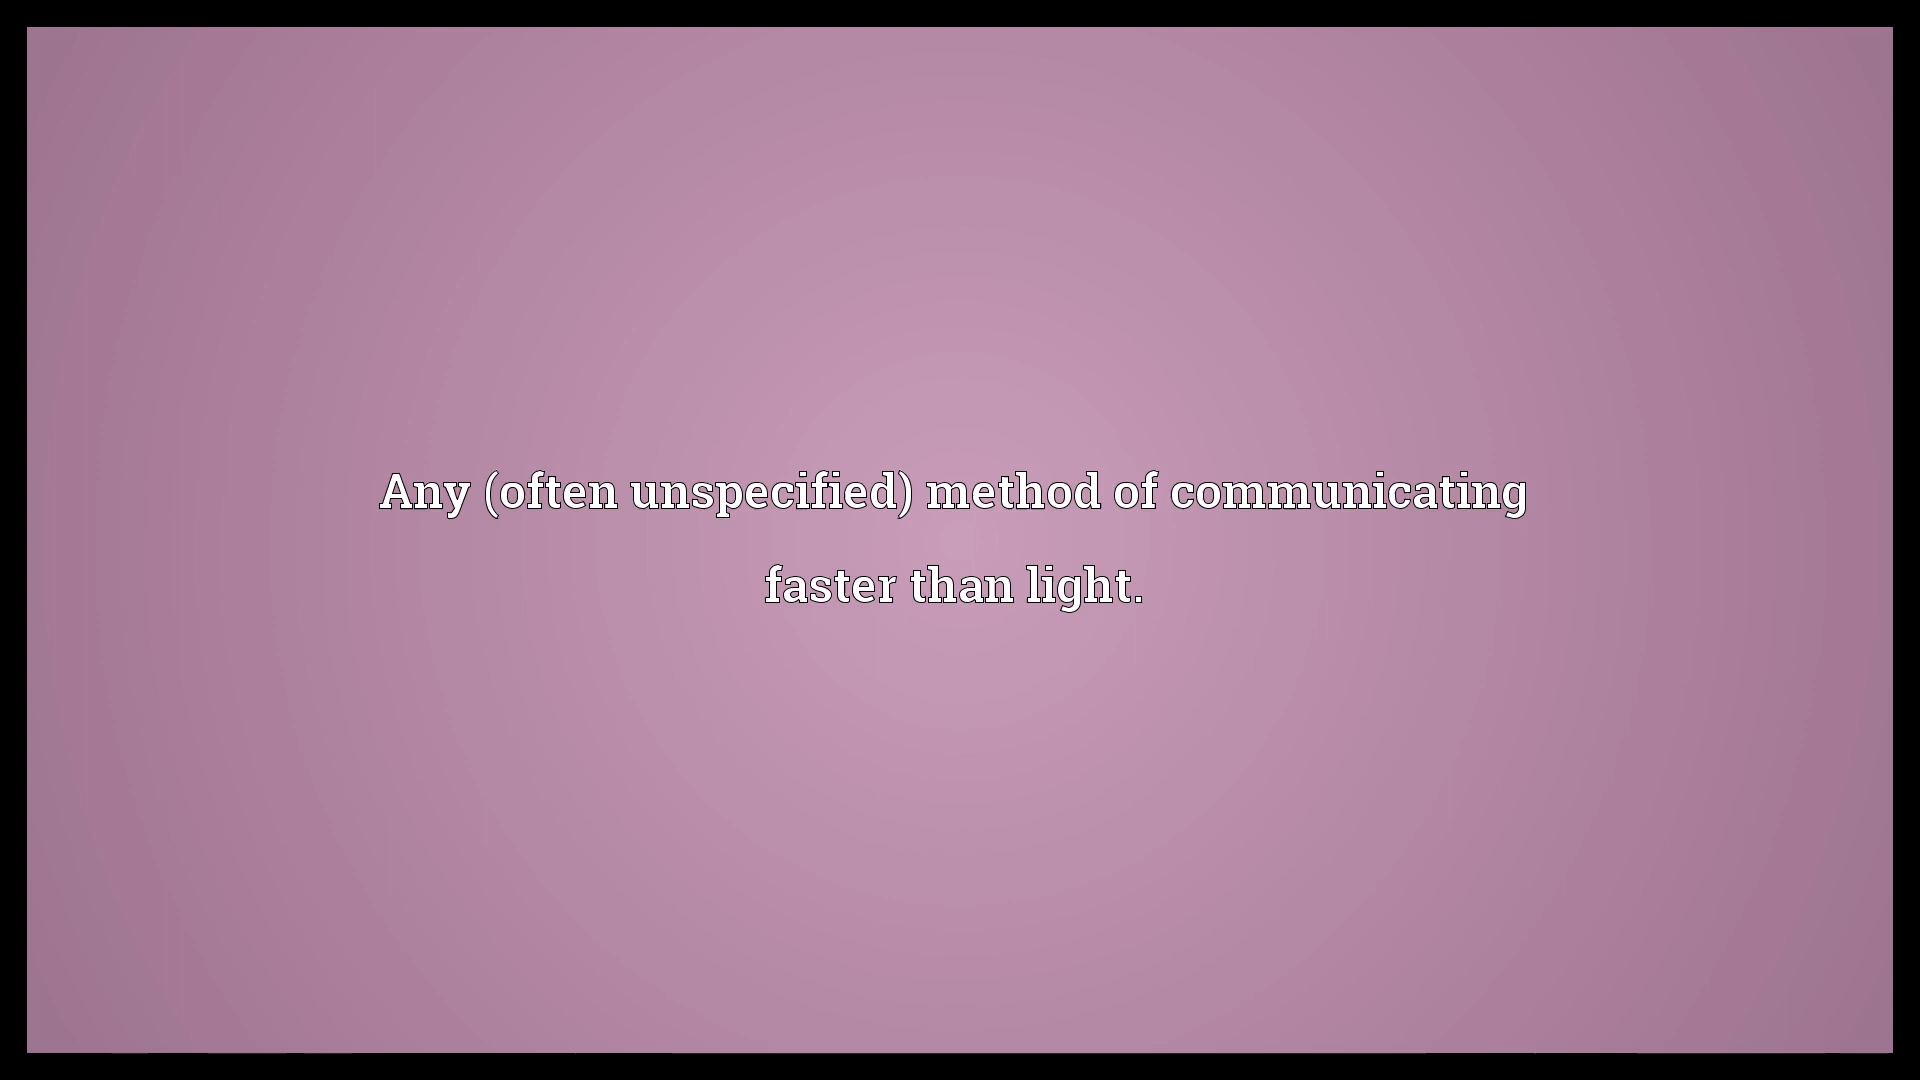 Any (often unspecified) method of communicating
faster than light.